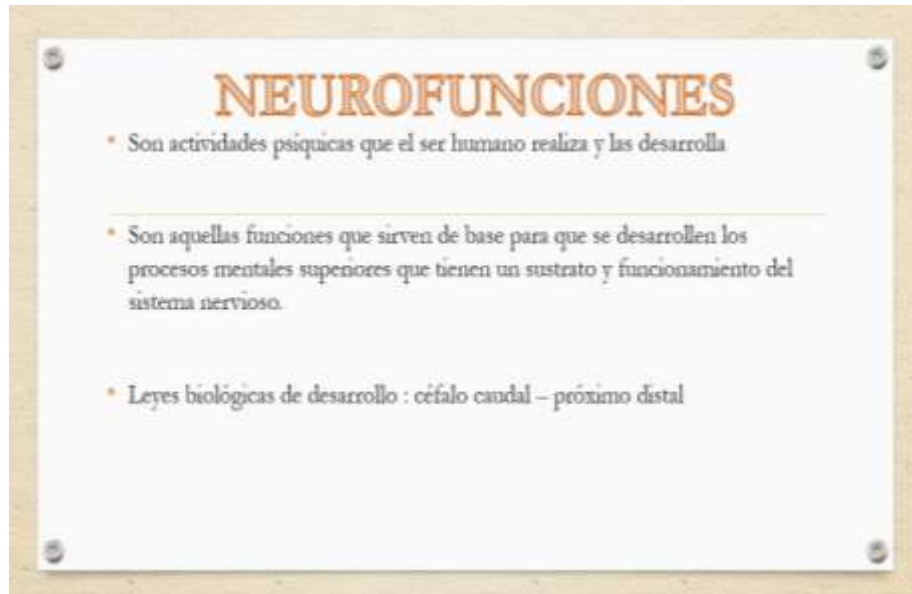 NEUROFUNCIONES
• Son actividades psíquicas que el ser humano realiza y las desarrolla
• Son aquellas funciones que sirven de base para que se desarrollen los
procesos mentales superiores que tienen un sustrato y funcionamiento del
sistema nervioso.
• Leyes biológicas de desarrollo : céfalo caudal – próximo distal